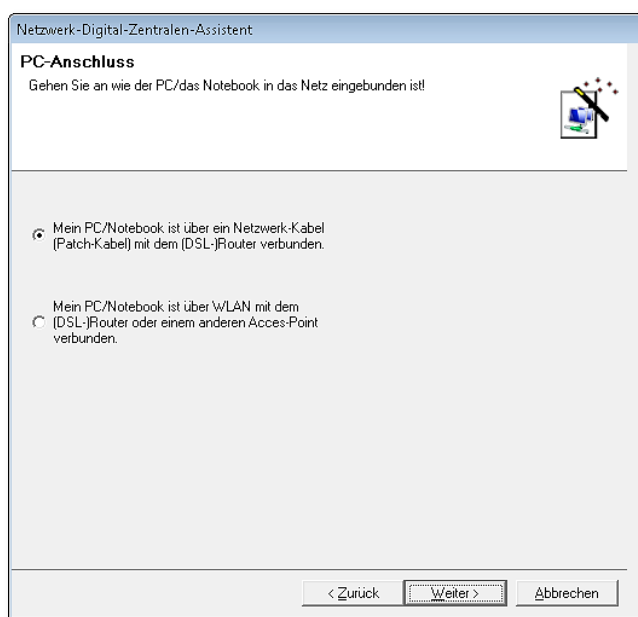 Netzwerk-Digital-Zentralen-Assistent
PC-Anschluss
Gehen Sie an wie der PC/das Notebook in das Netz eingebunden ist!
Mein PC/Notebook ist über ein Netzwerk-Kabel
(Patch-Kabel) mit dem (DSL-)Router verbunden.
Mein PC/Notebook ist über WLAN mit dem
(DSL-)Router oder einem anderen Acces-Point
verbunden.
< Zurück Weiter > Abbrechen